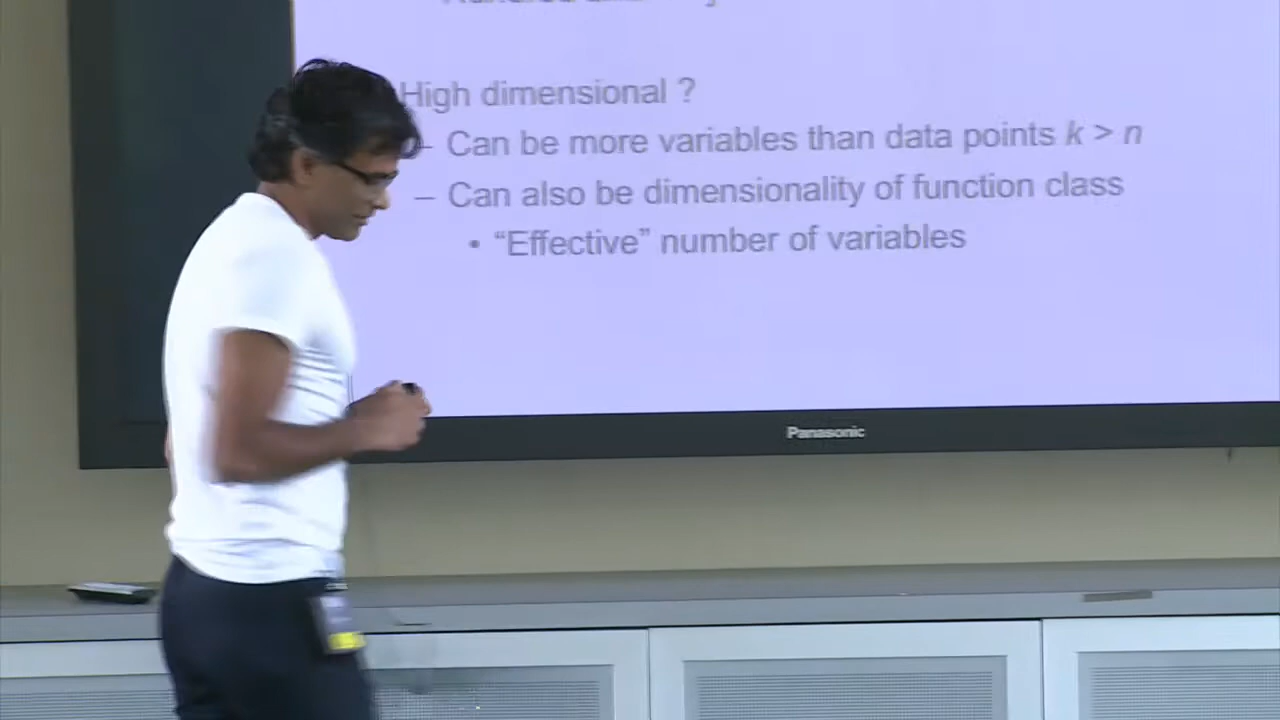 High dimensional ?
– Can be more variables than data points k > n
– Can also be dimensionality of function class
• “Effective” number of variables
Panasonic